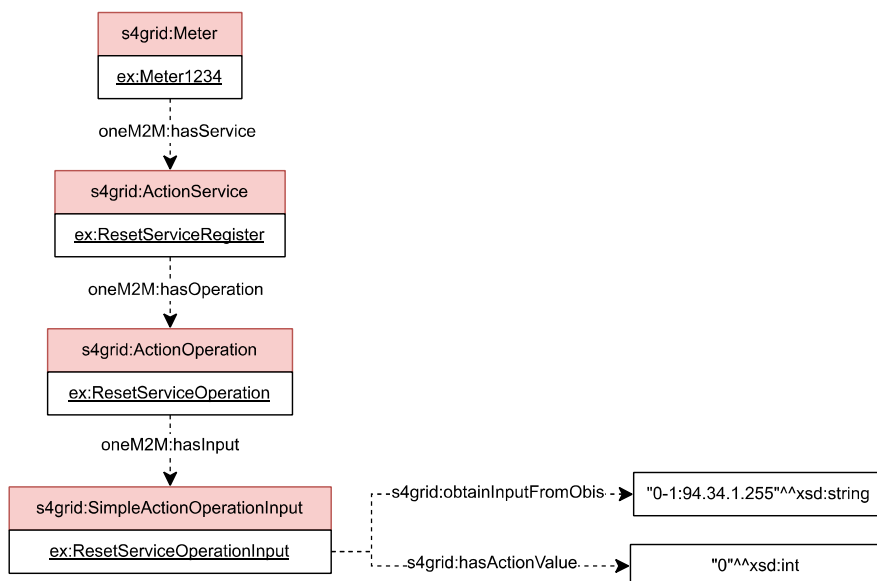 s4grid:Meter
ex:Meter1234
oneM2M:hasService
s4grid:ActionService
ex:ResetServiceRegister
oneM2M:hasOperation
s4grid:ActionOperation
ex:ResetServiceOperation
oneM2M:hasInput
s4grid:SimpleActionOperationInput
ex:ResetServiceOperationInput
s4grid:obtainInputFromObis
"0-1:94.34.1.255"^^xsd:string
s4grid:hasActionValue
"0"^^xsd:int